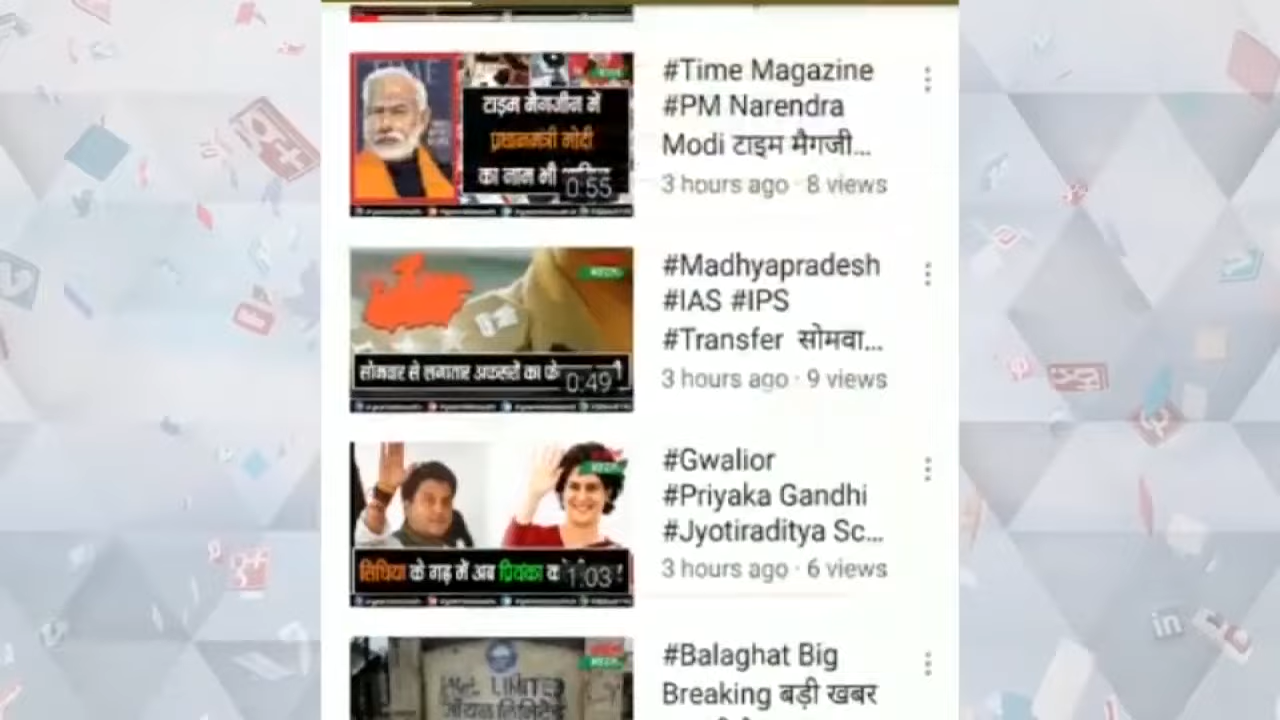 टाइम मैगजीन में
प्रधानमंत्री मोदी
का नाम भी
0:55
#Time Magazine
#PM Narendra
Modi टाइम मैगजी...
3 hours ago · 8 views
सोमवार से लगातार अफसरों का
0:49
#Madhyapradesh
#IAS #IPS
#Transfer सोमवा...
3 hours ago · 9 views
सिंधिया के गढ़ में अब प्रियंका
1:03
#Gwalior
#Priyaka Gandhi
#Jyotiraditya Sc...
3 hours ago · 6 views
LIMITED
लिमिटेड
#Balaghat Big
Breaking बड़ी खबर
in